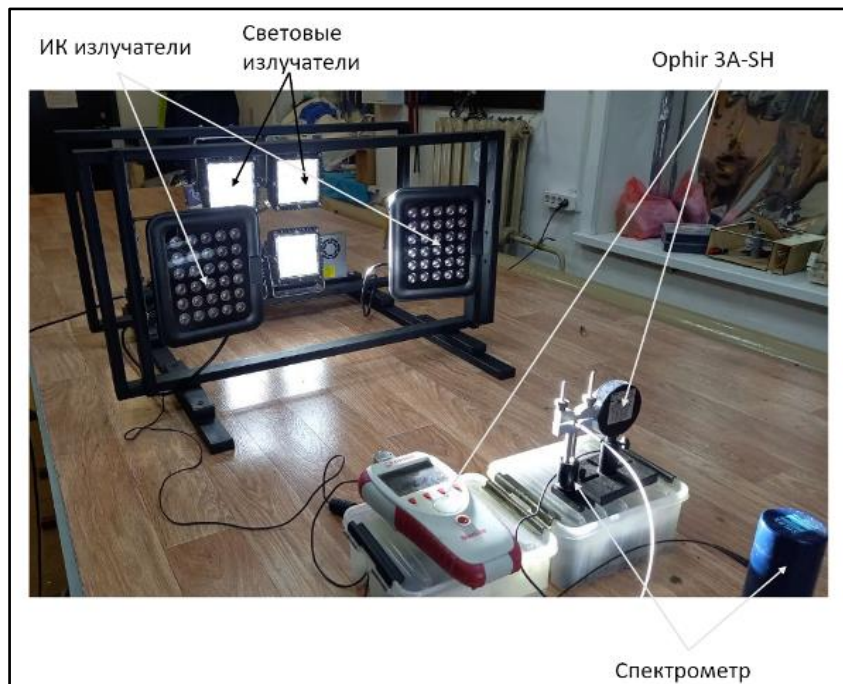 ИК излучатели
Световые
излучатели
Ophir 3A-SH
Спектрометр